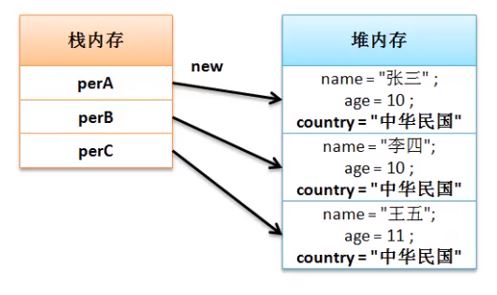 栈内存
perA
perB
perC
new
堆内存
name = "张三" ;
age = 10 ;
country = "中华民国"
name = "李四";
age = 10 ;
country = "中华民国"
name = "王五";
age = 11 ;
country = "中华民国"